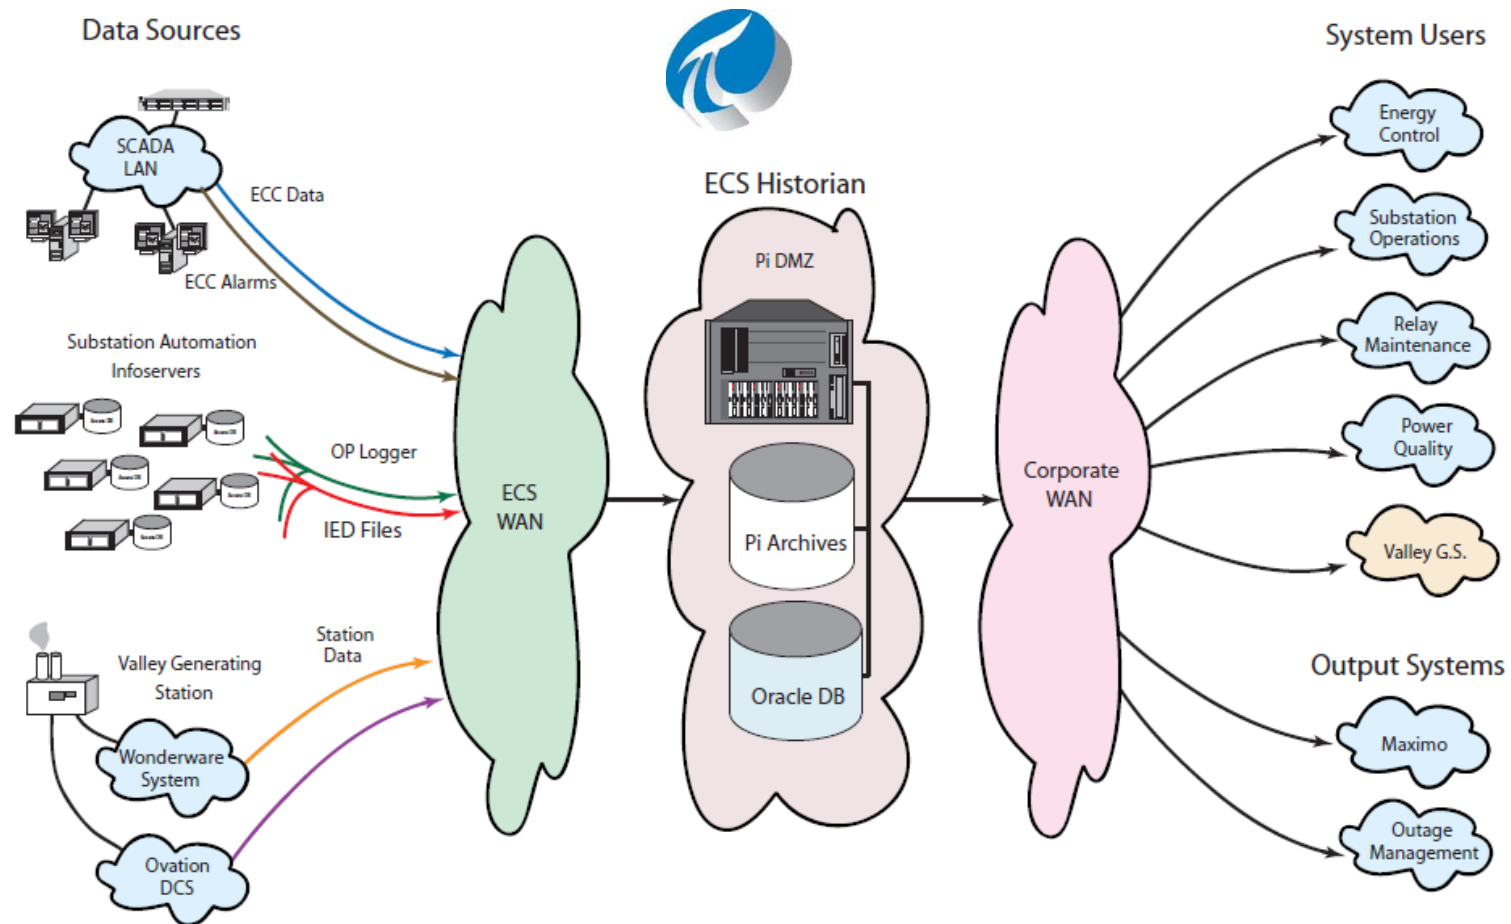 Data Sources
System Users
SCADA
LAN
ECC Data
ECC Alarms
Substation Automation
Infoservers
OP Logger
IED Files
Valley Generating
Station
Station
Data
Wonderware
System
Ovation
DCS
ECS
WAN
ECS Historian
Pi DMZ
Pi Archives
Oracle DB
Corporate
WAN
Energy
Control
Substation
Operations
Relay
Maintenance
Power
Quality
Valley G.S.
Output Systems
Maximo
Outage
Management